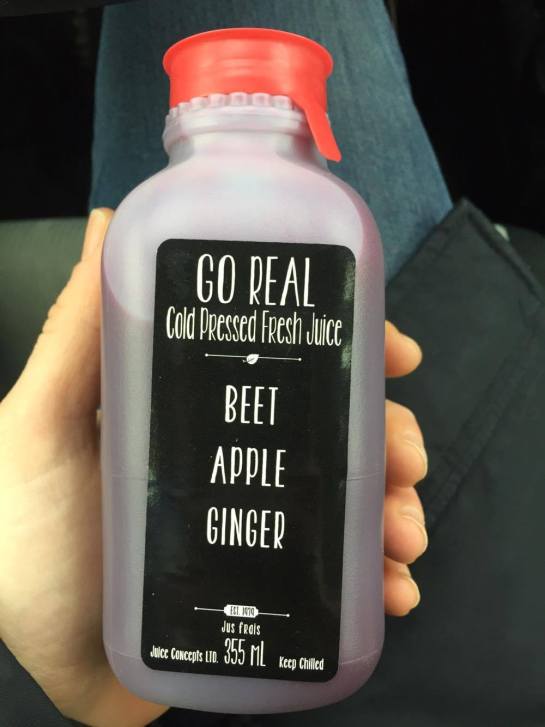 GO REAL
Cold Pressed Fresh Juice
BEET
APPLE
GINGER
EST. 1979
Jus frais
Juice Concepts LTD. 355 mL Keep Chilled